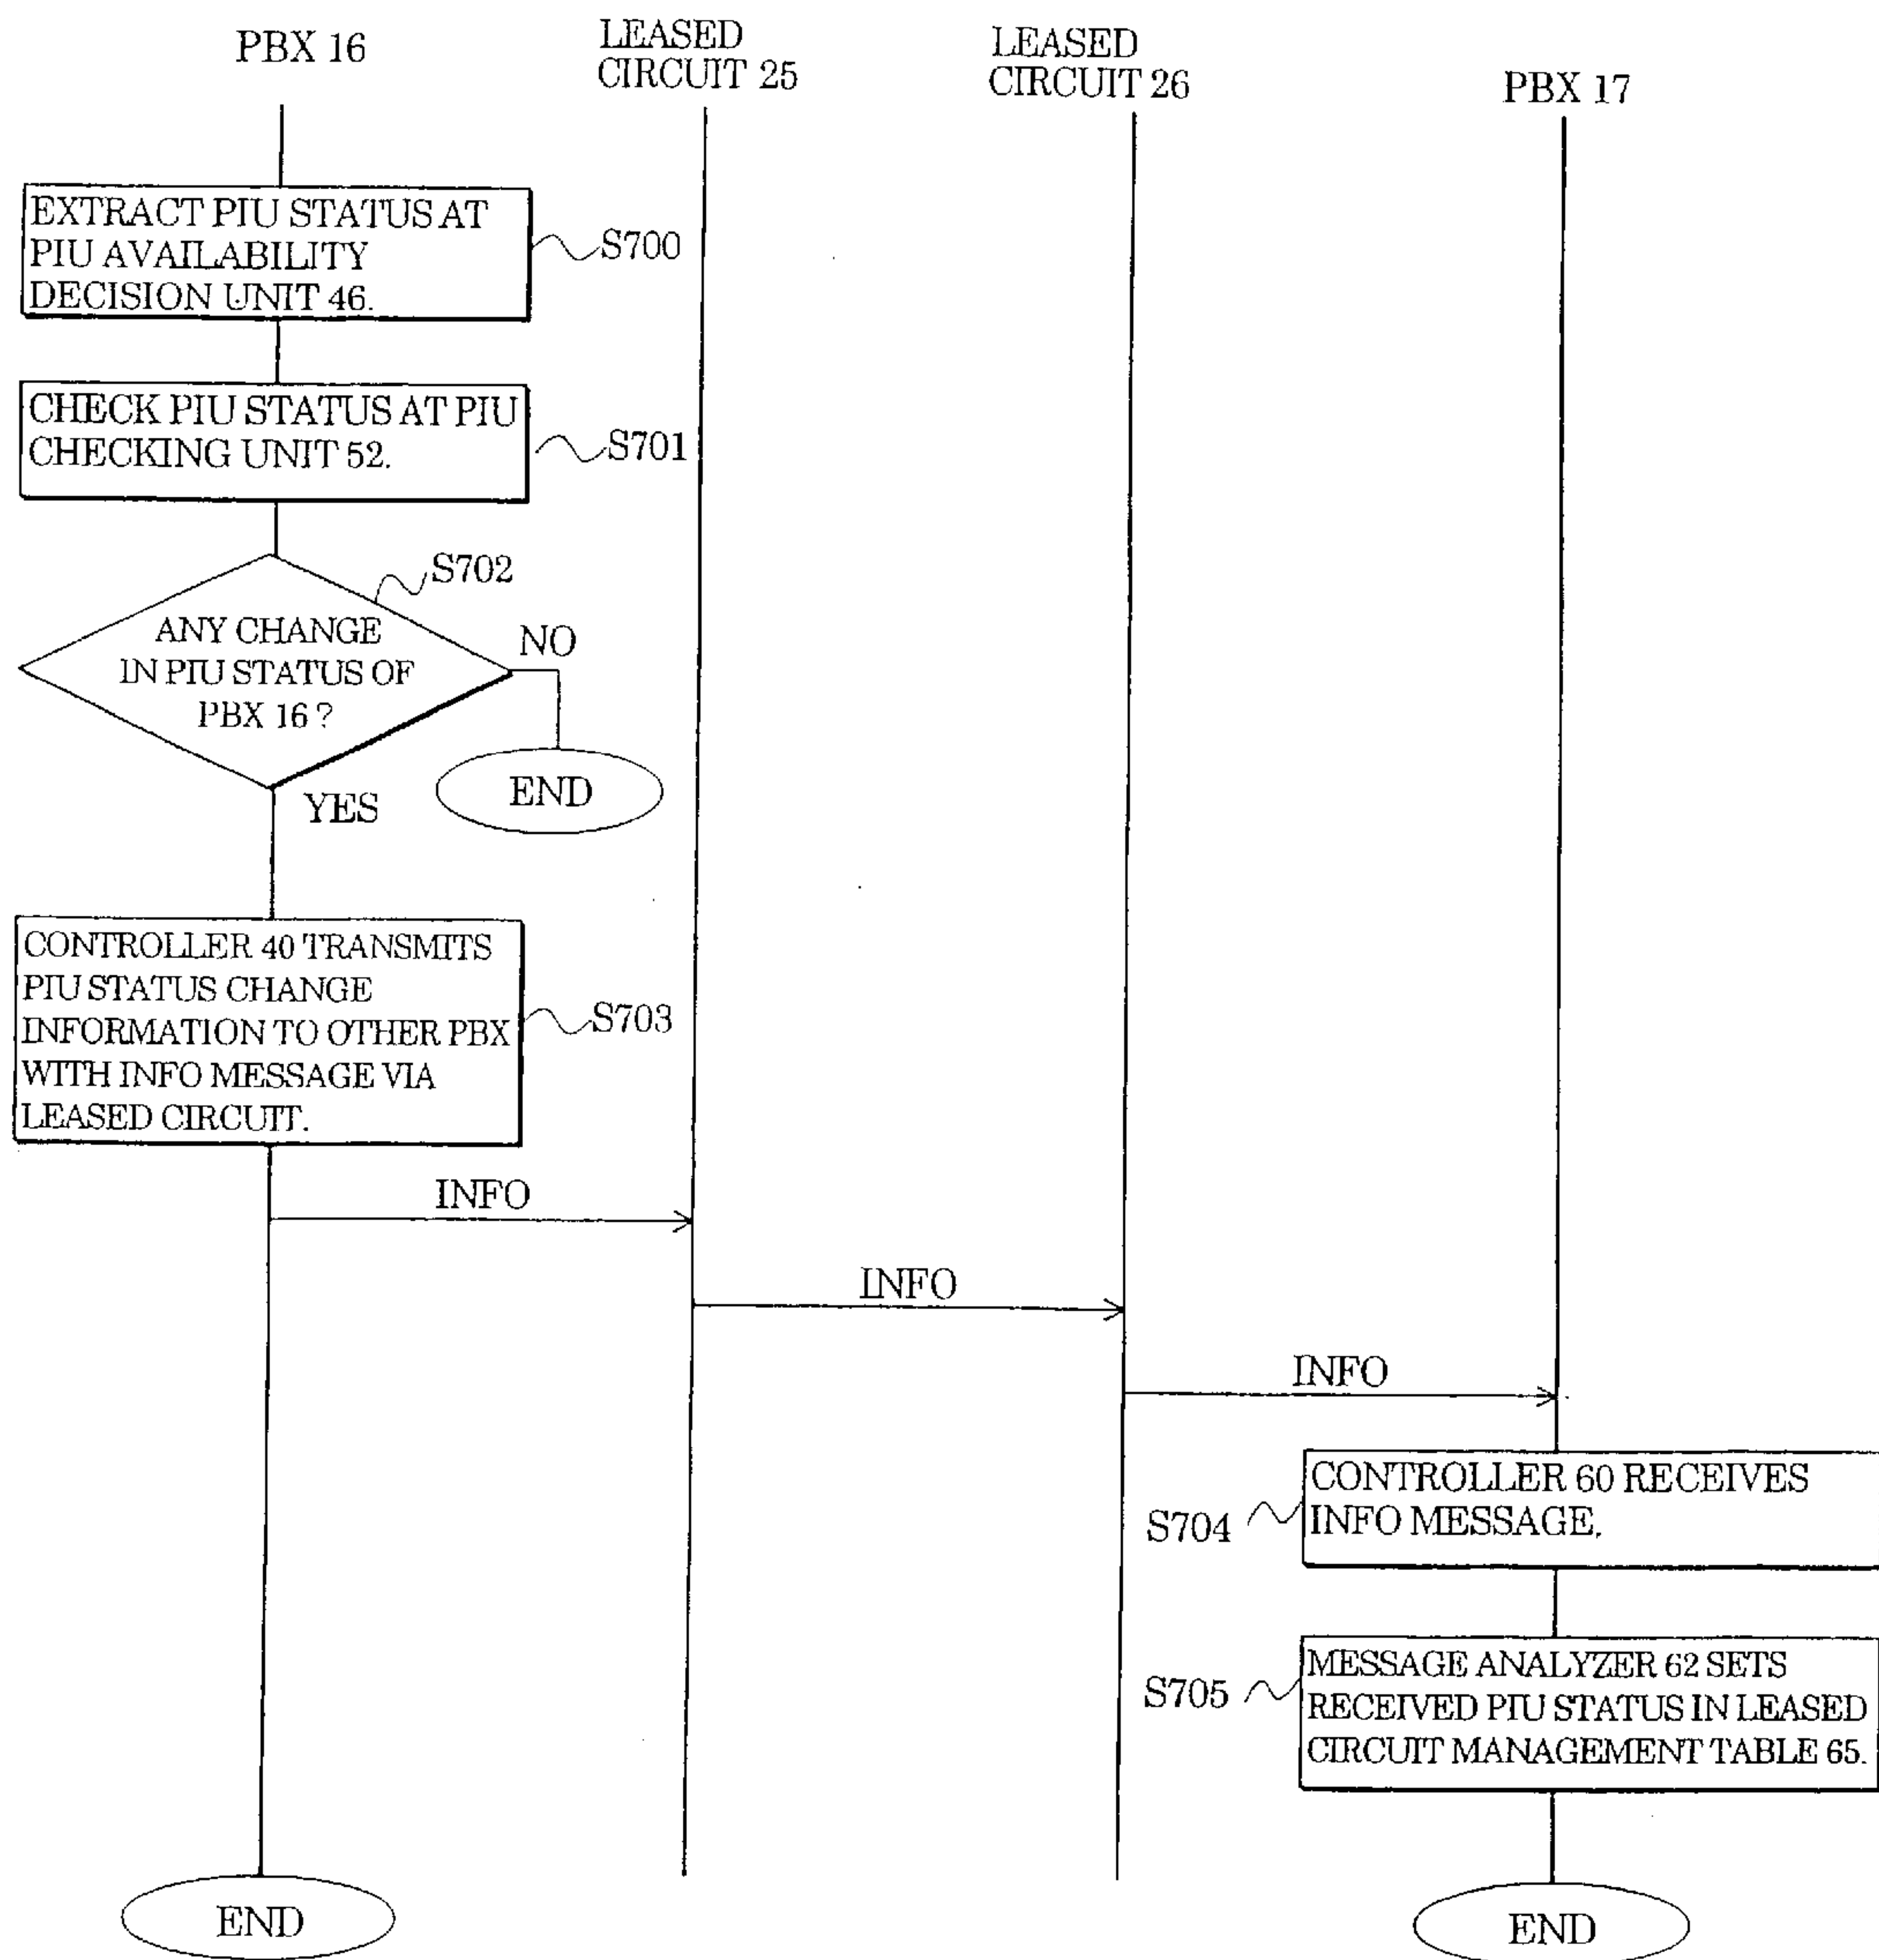 PBX 16
LEASED
CIRCUIT 25
LEASED
CIRCUIT 26
PBX 17
EXTRACT PIU STATUS AT
PIU AVAILABILITY
DECISION UNIT 46.
S700
CHECK PIU STATUS AT PIU
CHECKING UNIT 52.
S701
S702
ANY CHANGE
IN PIU STATUS OF
PBX 16 ?
NO
END
YES
CONTROLLER 40 TRANSMITS
PIU STATUS CHANGE
INFORMATION TO OTHER PBX
WITH INFO MESSAGE VIA
LEASED CIRCUIT.
S703
INFO
INFO
INFO
CONTROLLER 60 RECEIVES
INFO MESSAGE.
S704
MESSAGE ANALYZER 62 SETS
RECEIVED PIU STATUS IN LEASED
CIRCUIT MANAGEMENT TABLE 65.
S705
END
END